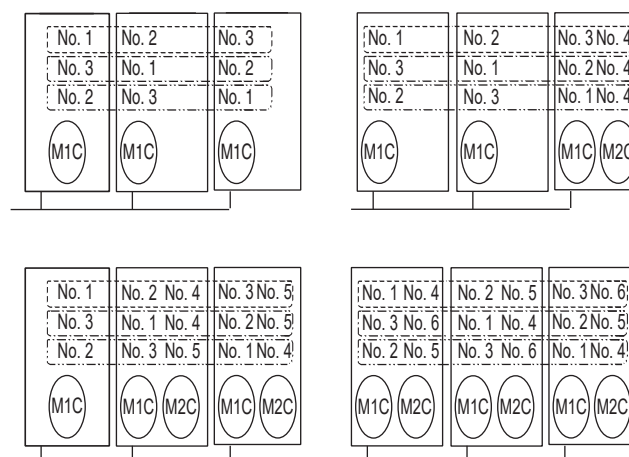 No. 1 No. 2 No. 3
No. 3 No. 1 No. 2
No. 2 No. 3 No. 1
M1C M1C M1C
No. 1 No. 2 No. 3 No. 4
No. 3 No. 1 No. 2 No. 4
No. 2 No. 3 No. 1 No. 4
M1C M1C M1C M2C
No. 1 No. 2 No. 4 No. 3 No. 5
No. 3 No. 1 No. 4 No. 2 No. 5
No. 2 No. 3 No. 5 No. 1 No. 4
M1C M1C M2C M1C M2C
No. 1 No. 4 No. 2 No. 5 No. 3 No. 6
No. 3 No. 6 No. 1 No. 4 No. 2 No. 5
No. 2 No. 5 No. 3 No. 6 No. 1 No. 4
M1C M2C M1C M2C M1C M2C